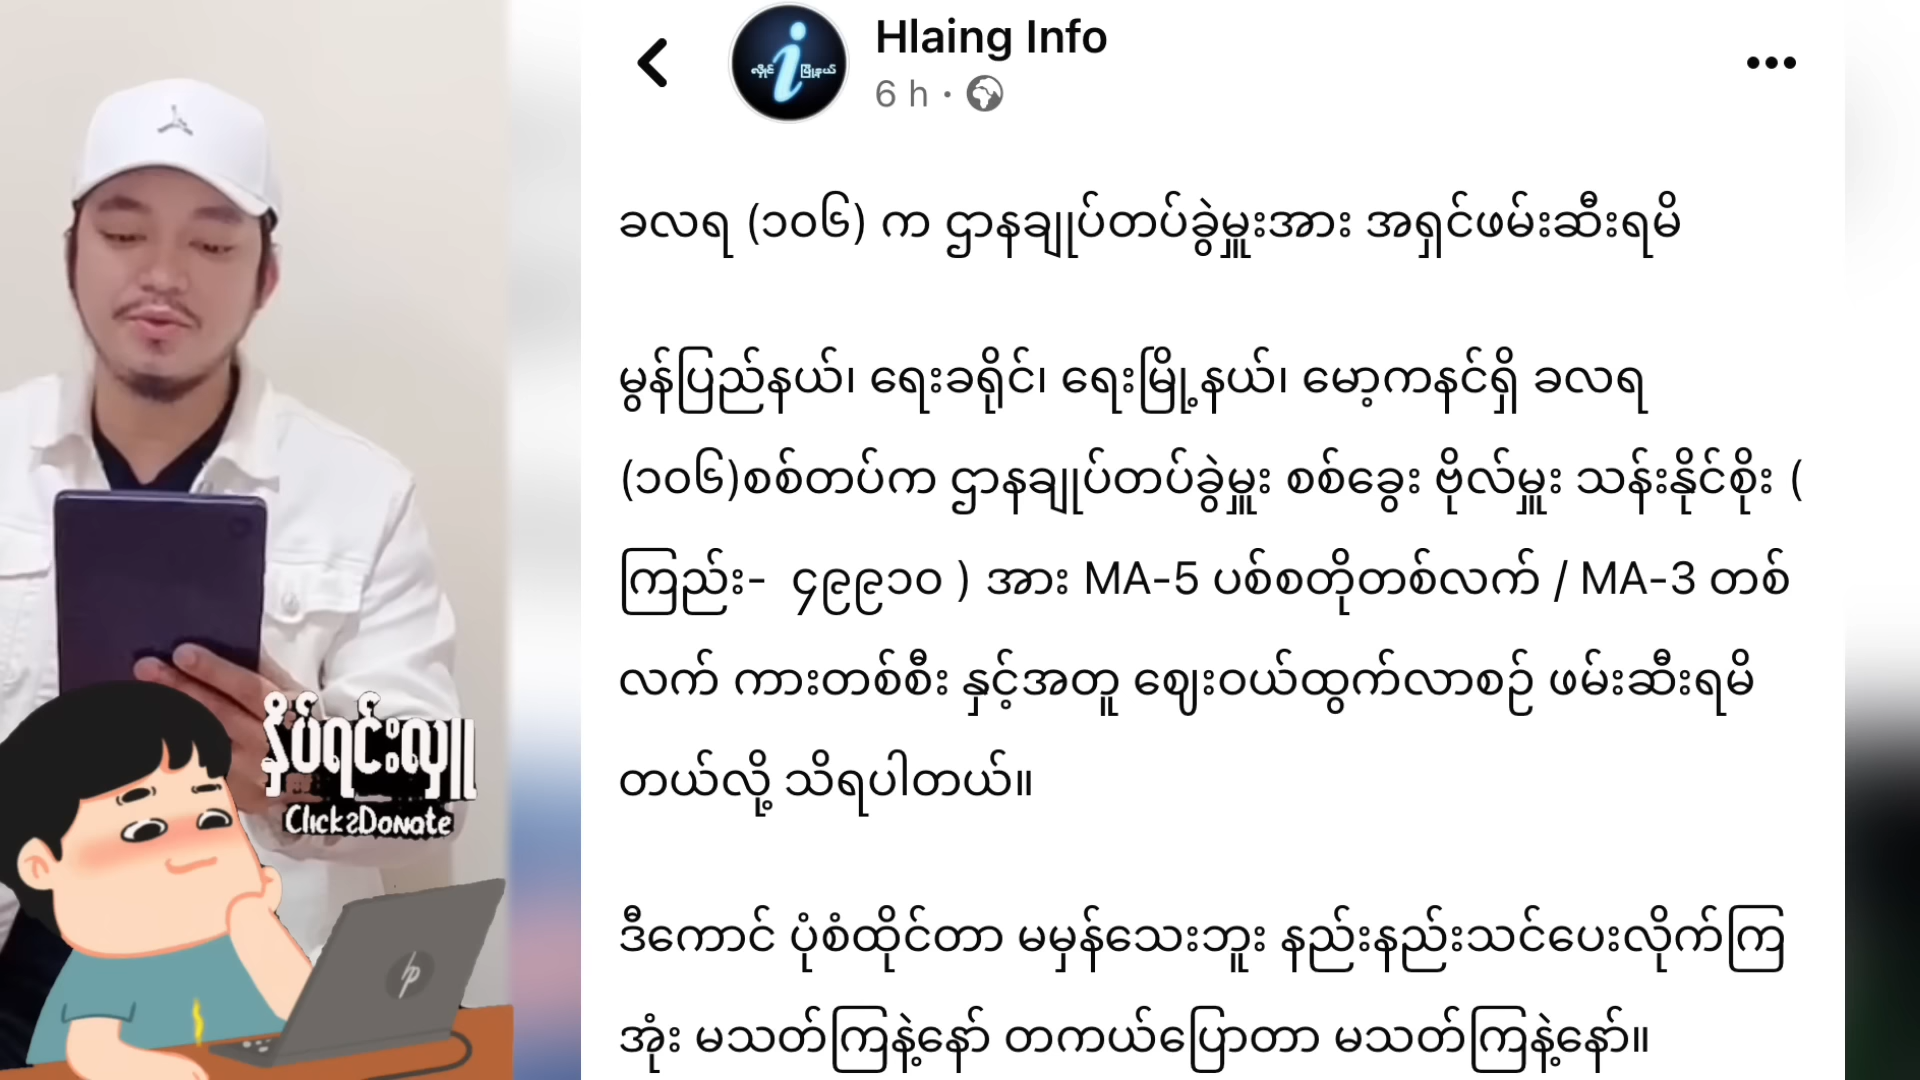 Hlaing Info
6 h
i
လှိုင် မြို့နယ်
ခလရ (၁၀၆) က ဌာနချုပ်တပ်ခွဲမှူးအား အရှင်ဖမ်းဆီးရမိ
မွန်ပြည်နယ်၊ ရေးခရိုင်၊ ရေးမြို့နယ်၊ မော့ကနင်ရှိ ခလရ
(၁၀၆)စစ်တပ်က ဌာနချုပ်တပ်ခွဲမှူး စစ်ခွေး ဗိုလ်မှူး သန်းနိုင်စိုး (
ကြည်း- ၄၉၉၁၀ ) အား MA-5 ပစ်စတိုတစ်လက် / MA-3 တစ်
လက် ကားတစ်စီး နှင့်အတူ ဈေးဝယ်ထွက်လာစဉ် ဖမ်းဆီးရမိ
တယ်လို့ သိရပါတယ်။
ဒီကောင် ပုံစံထိုင်တာ မမှန်သေးဘူး နည်းနည်းသင်ပေးလိုက်ကြ
အုံး မသတ်ကြနဲ့နော် တကယ်ပြောတာ မသတ်ကြနဲ့နော်။
နှိပ်ရင်းလှူ
Click2Donate
hp